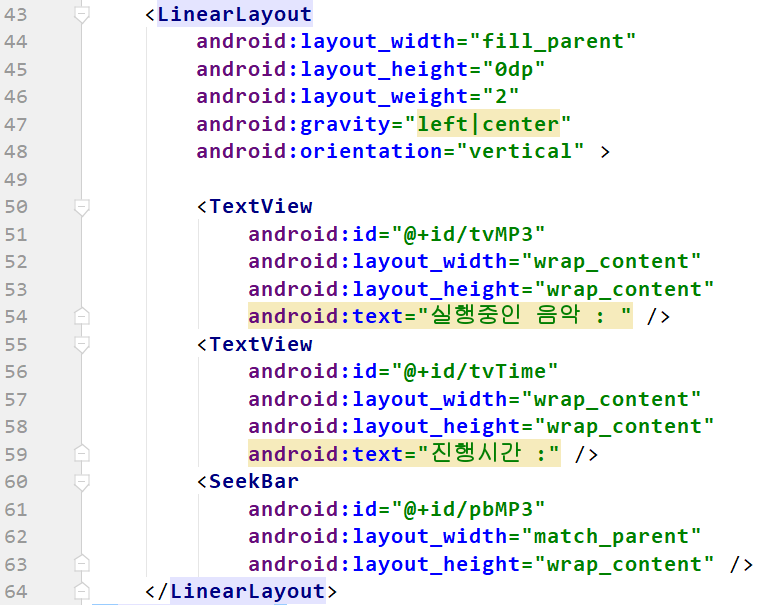 43 <LinearLayout
44 android:layout_width="fill_parent"
45 android:layout_height="0dp"
46 android:layout_weight="2"
47 android:gravity="left|center"
48 android:orientation="vertical" >
49
50 <TextView
51 android:id="@+id/tvMP3"
52 android:layout_width="wrap_content"
53 android:layout_height="wrap_content"
54 android:text="실행중인 음악 : " />
55 <TextView
56 android:id="@+id/tvTime"
57 android:layout_width="wrap_content"
58 android:layout_height="wrap_content"
59 android:text="진행시간 :" />
60 <SeekBar
61 android:id="@+id/pbMP3"
62 android:layout_width="match_parent"
63 android:layout_height="wrap_content" />
64 </LinearLayout>